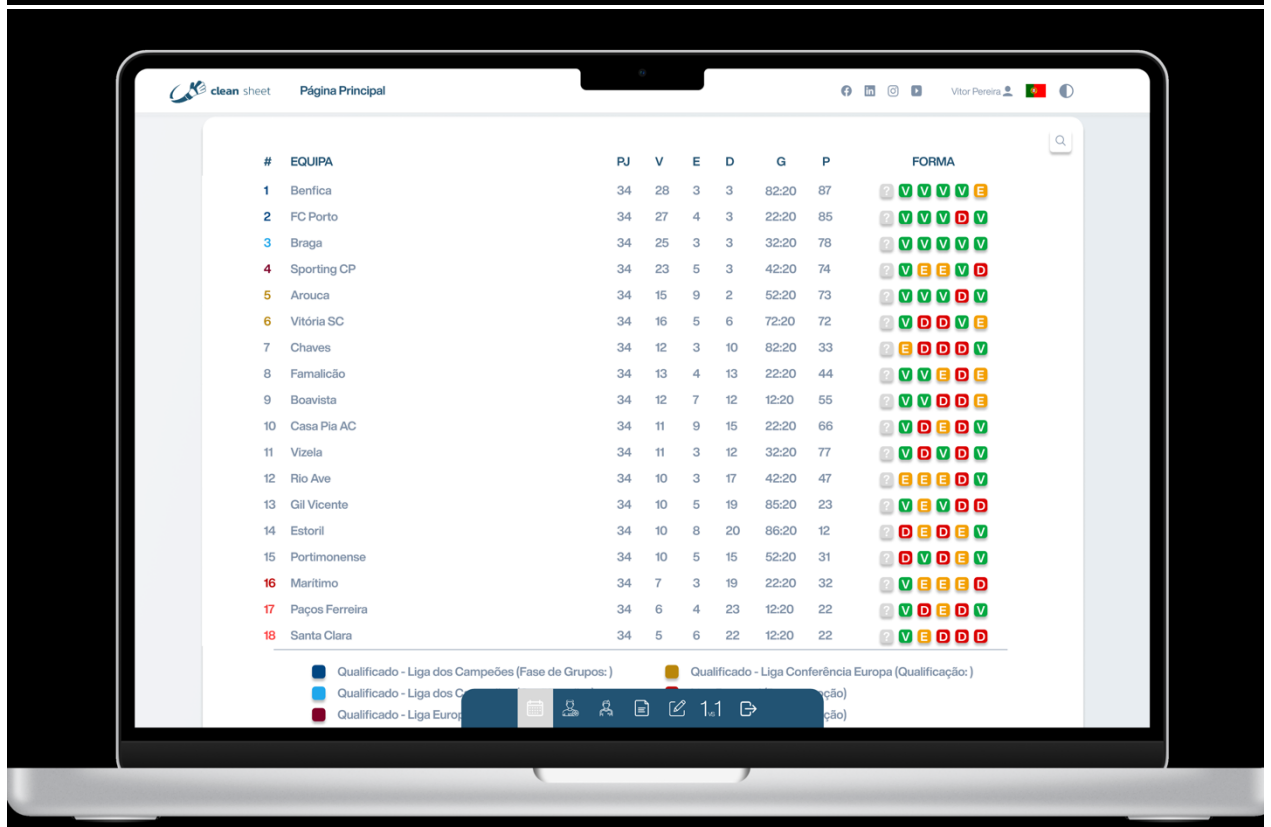 clean sheet Página Principal Vitor Pereira
# EQUIPA PJ V E D G P FORMA
1 Benfica 34 28 3 3 82:20 87 ? V V V V E
2 FC Porto 34 27 4 3 22:20 85 ? V V V D V
3 Braga 34 25 3 3 32:20 78 ? V V V V V
4 Sporting CP 34 23 5 3 42:20 74 ? V E E V D
5 Arouca 34 15 9 2 52:20 73 ? V V V D V
6 Vitória SC 34 16 5 6 72:20 72 ? V D D V E
7 Chaves 34 12 3 10 82:20 33 ? E D D D V
8 Famalicão 34 13 4 13 22:20 44 ? V V E D E
9 Boavista 34 12 7 12 12:20 55 ? V V D D E
10 Casa Pia AC 34 11 9 15 22:20 66 ? V D E D V
11 Vizela 34 11 3 12 32:20 77 ? V D V D V
12 Rio Ave 34 10 3 17 42:20 47 ? E E E D V
13 Gil Vicente 34 10 5 19 85:20 23 ? V E V D D
14 Estoril 34 10 8 20 86:20 12 ? D E D E V
15 Portimonense 34 10 5 15 52:20 31 ? D V D E V
16 Marítimo 34 7 3 19 22:20 32 ? V E E E D
17 Paços Ferreira 34 6 4 23 12:20 22 ? V D E D V
18 Santa Clara 34 5 6 22 12:20 22 ? V E D D D
Qualificado - Liga dos Campeões (Fase de Grupos: ) Qualificado - Liga Conferência Europa (Qualificação: )
Qualificado - Liga dos
Qualificado - Liga
1 vs 1